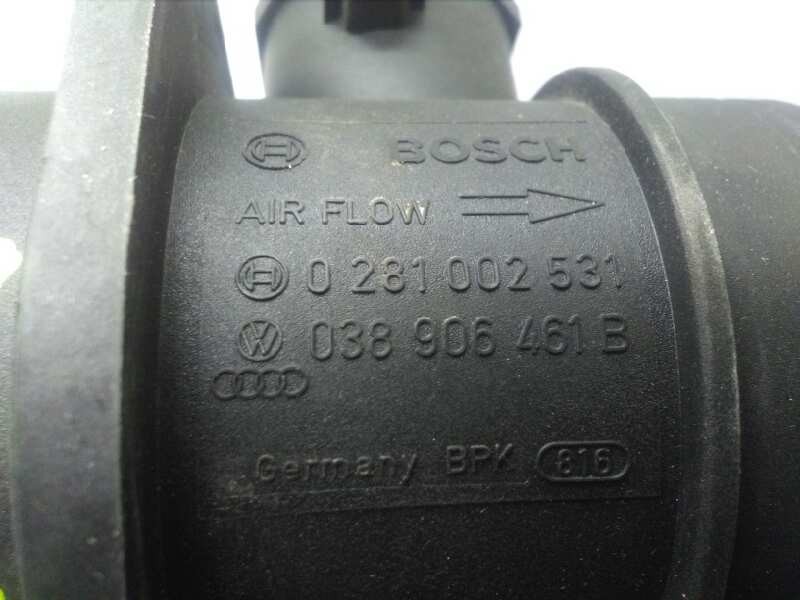 BOSCH
AIR FLOW
0 281 002 531
038 906 461 B
Germany BPK 816